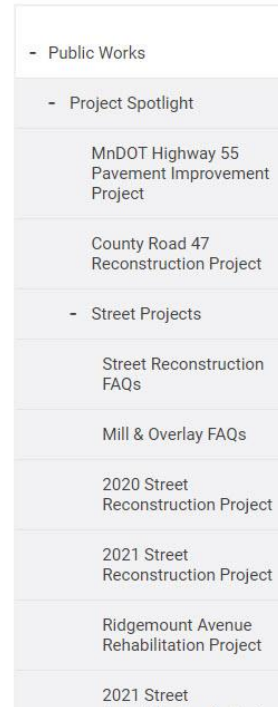 - Public Works
- Project Spotlight
MnDOT Highway 55
Pavement Improvement
Project
County Road 47
Reconstruction Project
- Street Projects
Street Reconstruction
FAQs
Mill & Overlay FAQs
2020 Street
Reconstruction Project
2021 Street
Reconstruction Project
Ridgemount Avenue
Rehabilitation Project
2021 Street